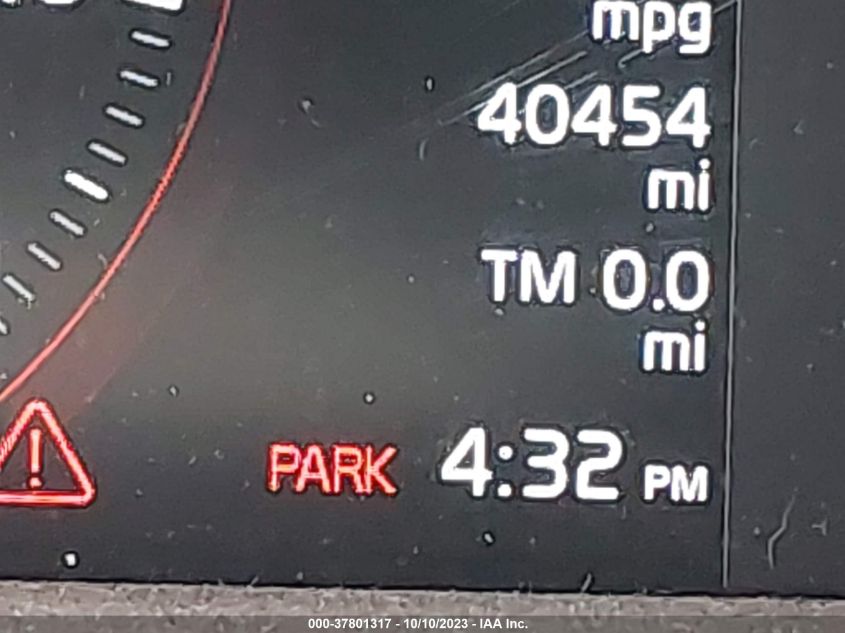 mpg
40454
mi
TM 0.0
mi
PARK 4:32 PM
000-37801317 - 10/10/2023 - IAA Inc.